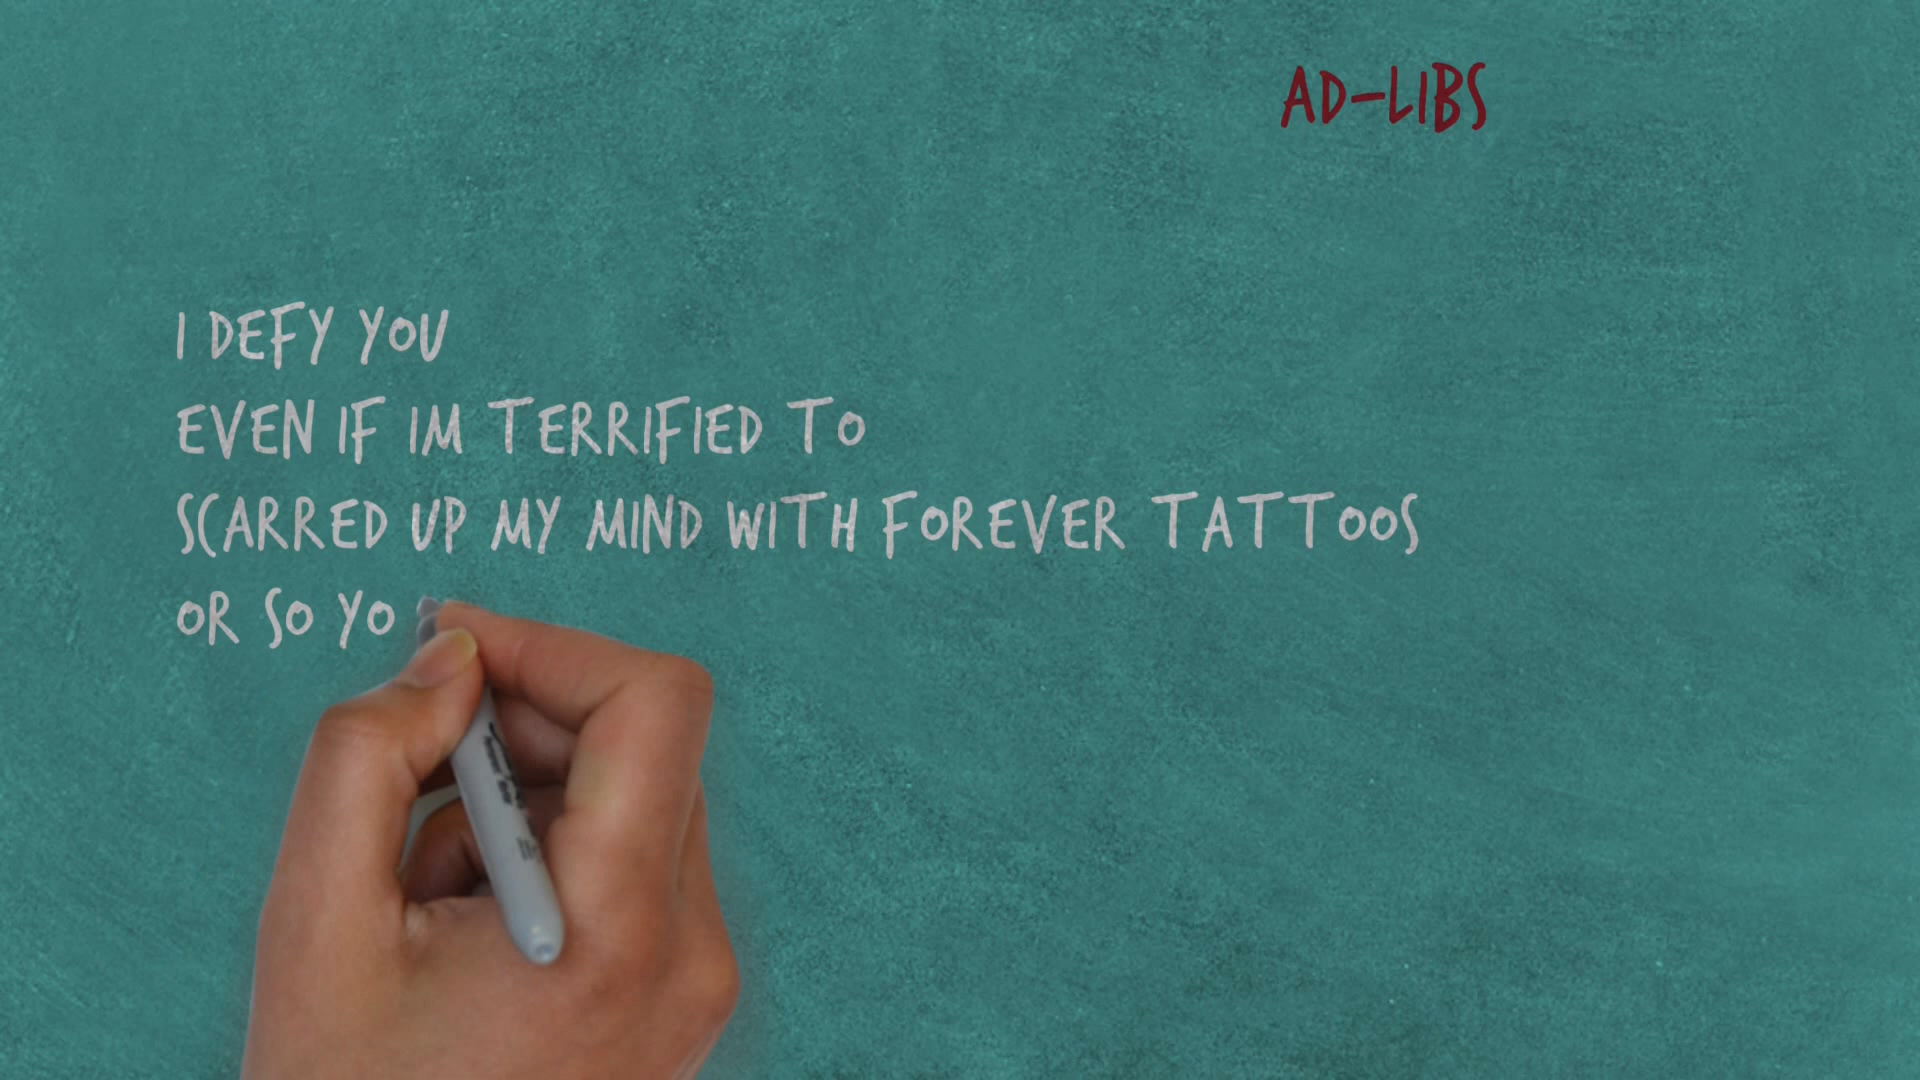 AD-LIBS
I DEFY YOU
EVEN IF IM TERRIFIED TO
SCARRED UP MY MIND WITH FOREVER TATTOOS
OR SO YO